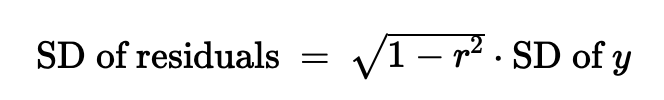 SD of residuals = √(1 − r²) · SD of y